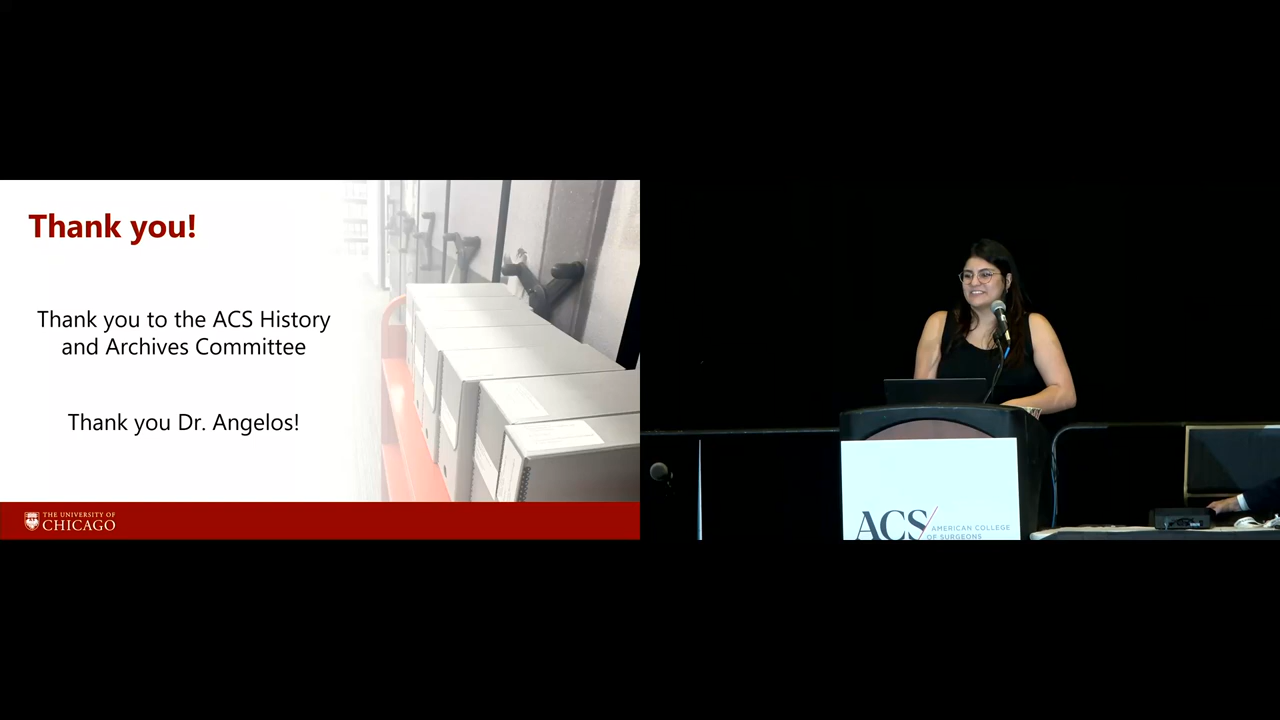 Thank you!
Thank you to the ACS History
and Archives Committee
Thank you Dr. Angelos!
THE UNIVERSITY OF
CHICAGO
ACS
AMERICAN COLLEGE
OF SURGEONS